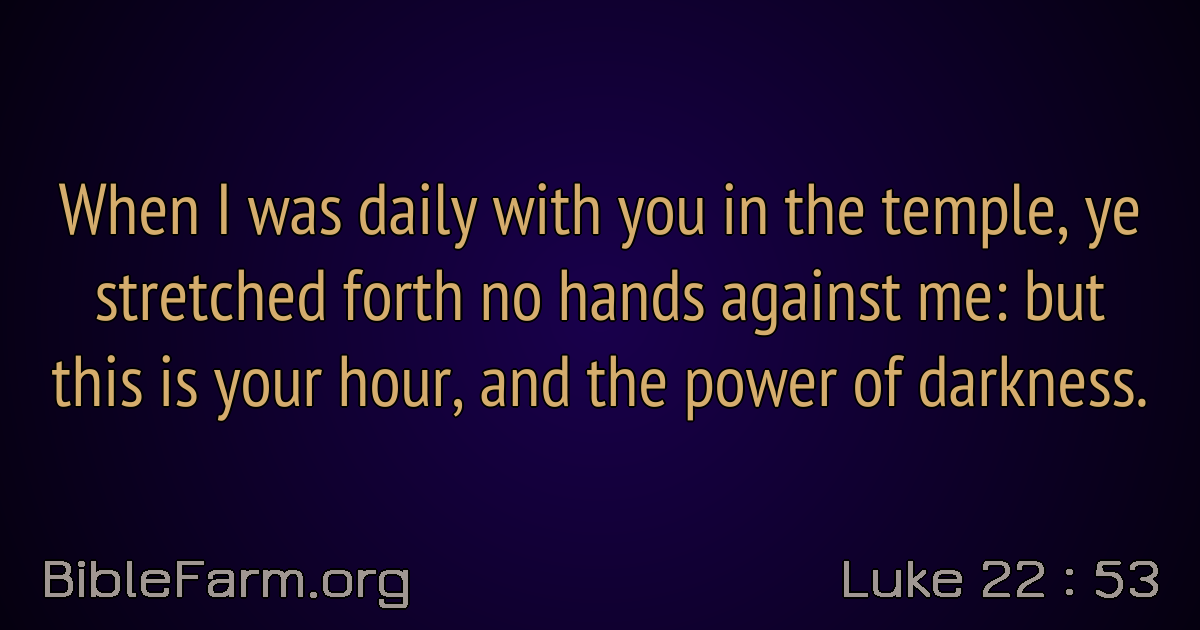 When I was daily with you in the temple, ye
stretched forth no hands against me: but
this is your hour, and the power of darkness.
BibleFarm.org
Luke 22 : 53